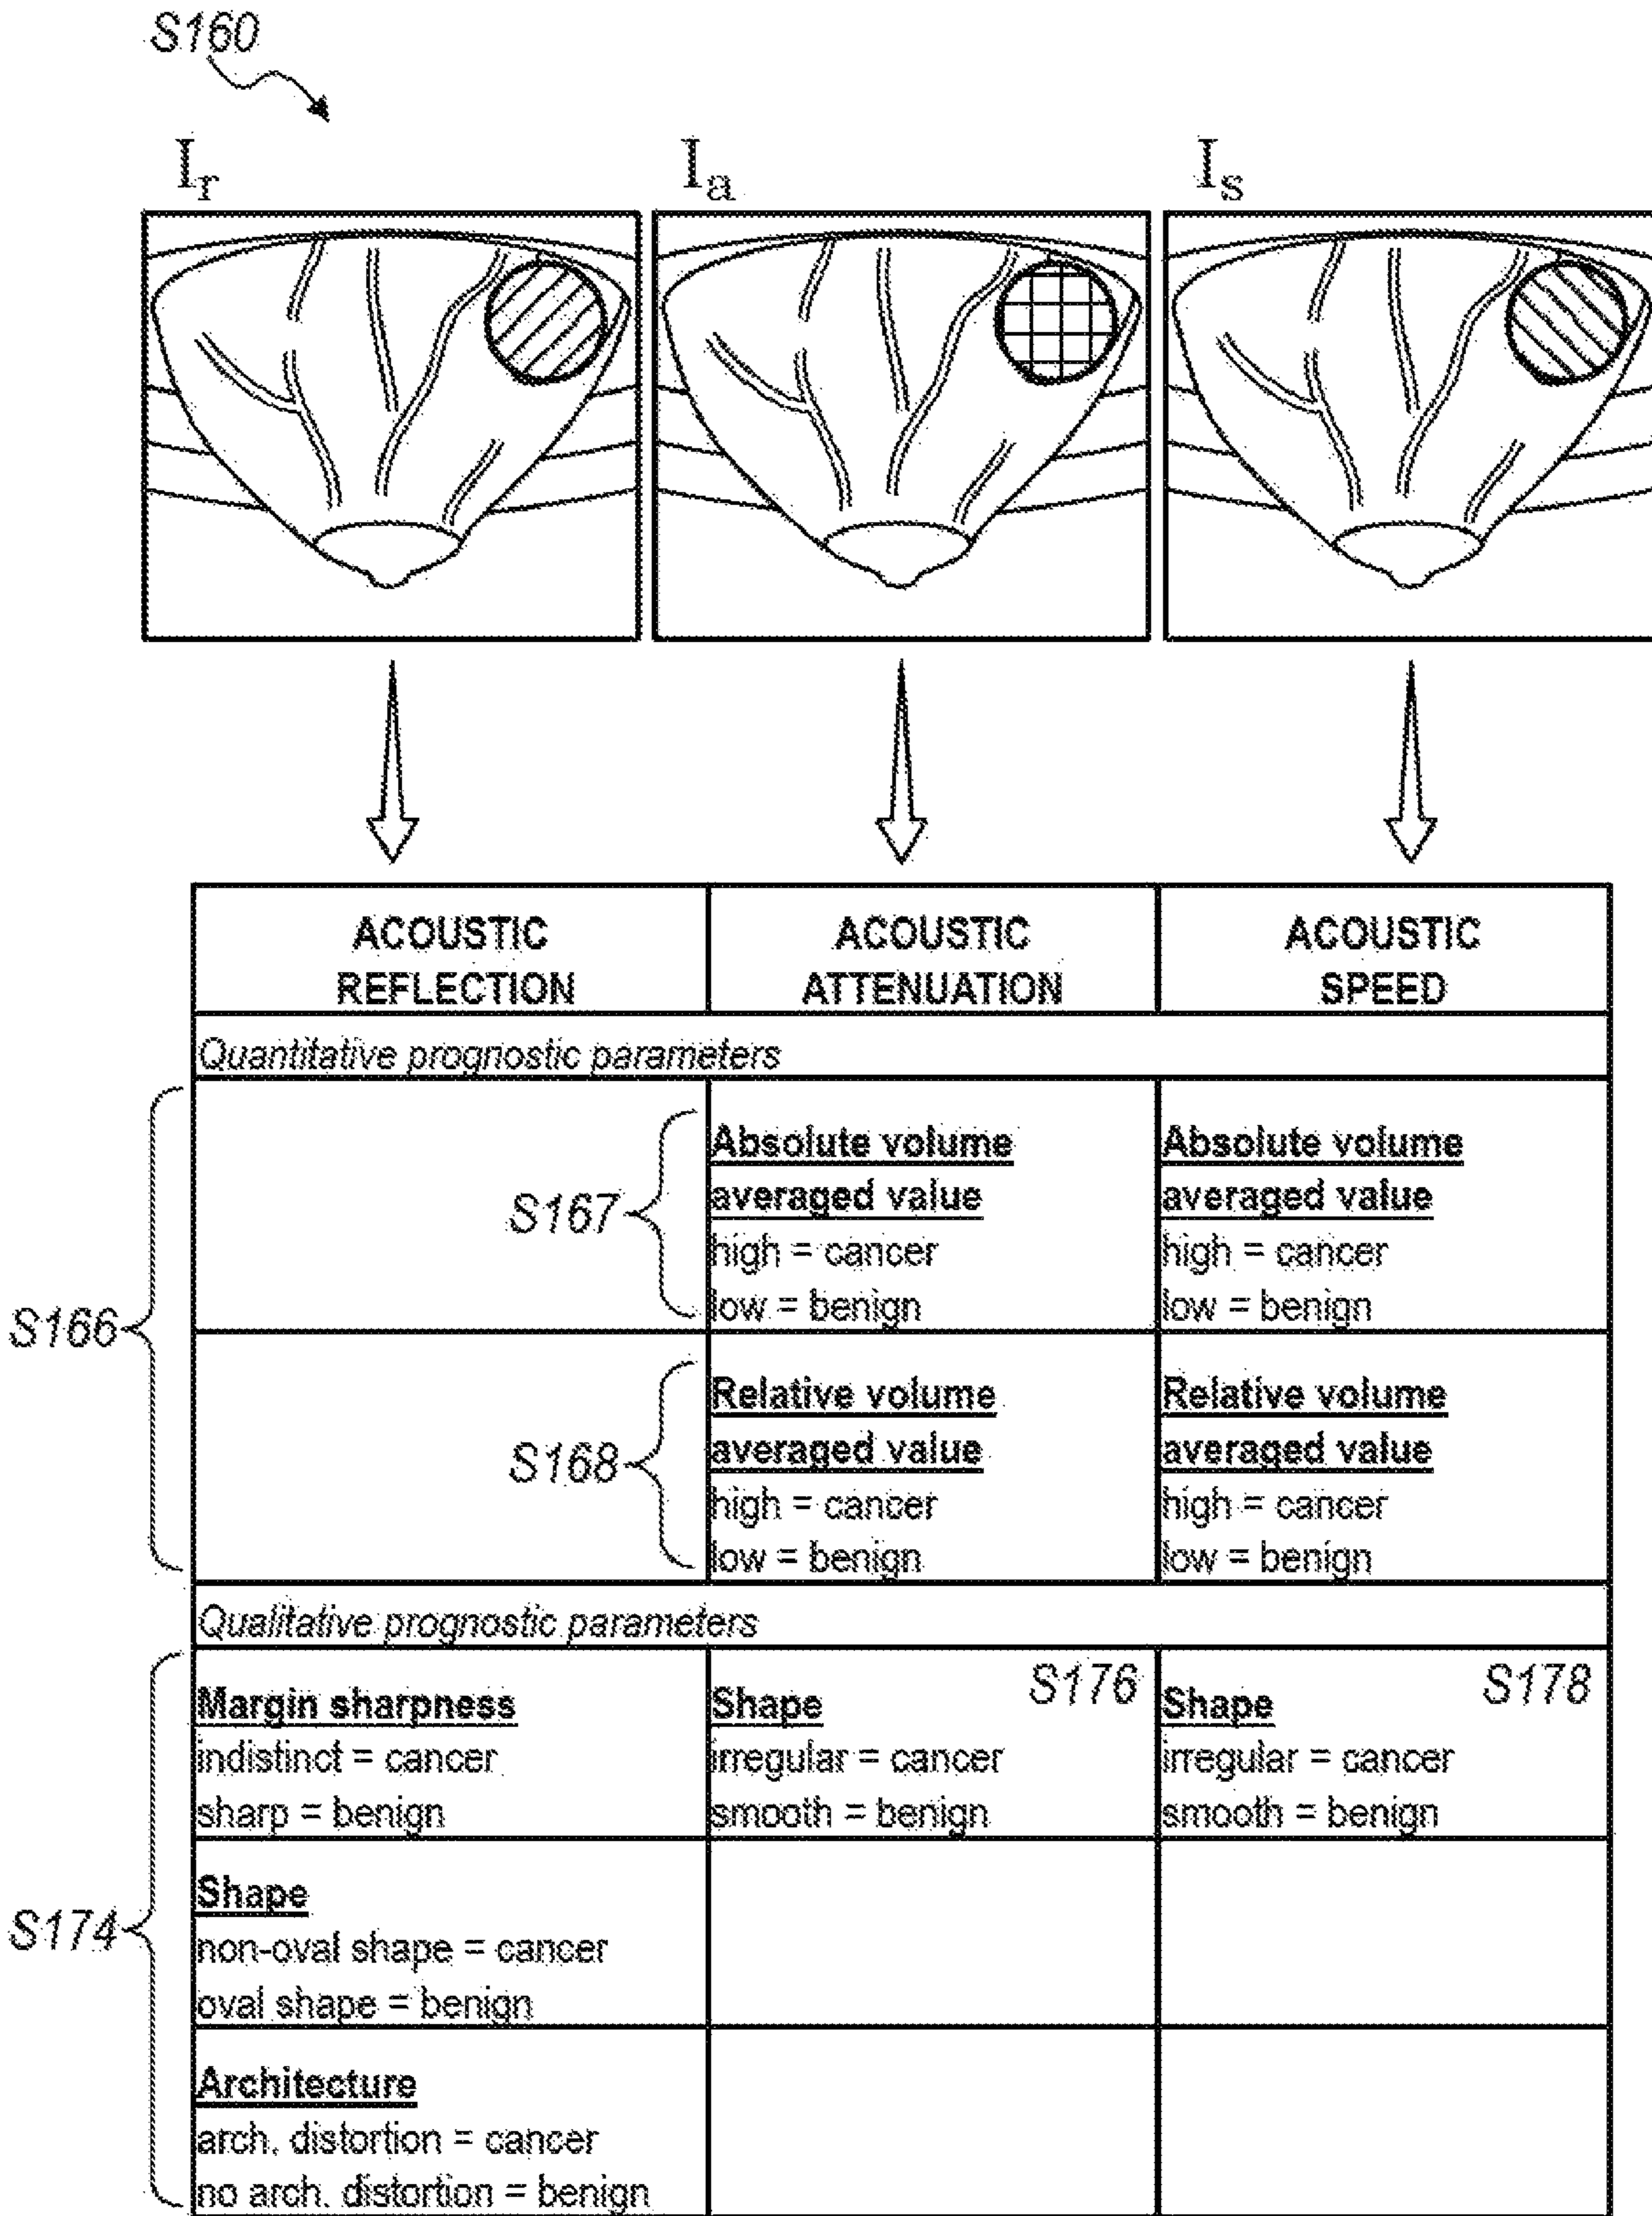 S160
Ir
Ia
Is
ACOUSTIC REFLECTION
ACOUSTIC ATTENUATION
ACOUSTIC SPEED
Quantitative prognostic parameters
S166
S167
Absolute volume
averaged value
high = cancer
low = benign
Absolute volume
averaged value
high = cancer
low = benign
S168
Relative volume
averaged value
high = cancer
low = benign
Relative volume
averaged value
high = cancer
low = benign
Qualitative prognostic parameters
S174
Margin sharpness
indistinct = cancer
sharp = benign
S176
Shape
irregular = cancer
smooth = benign
S178
Shape
irregular = cancer
smooth = benign
Shape
non-oval shape = cancer
oval shape = benign
Architecture
arch. distortion = cancer
no arch. distortion = benign